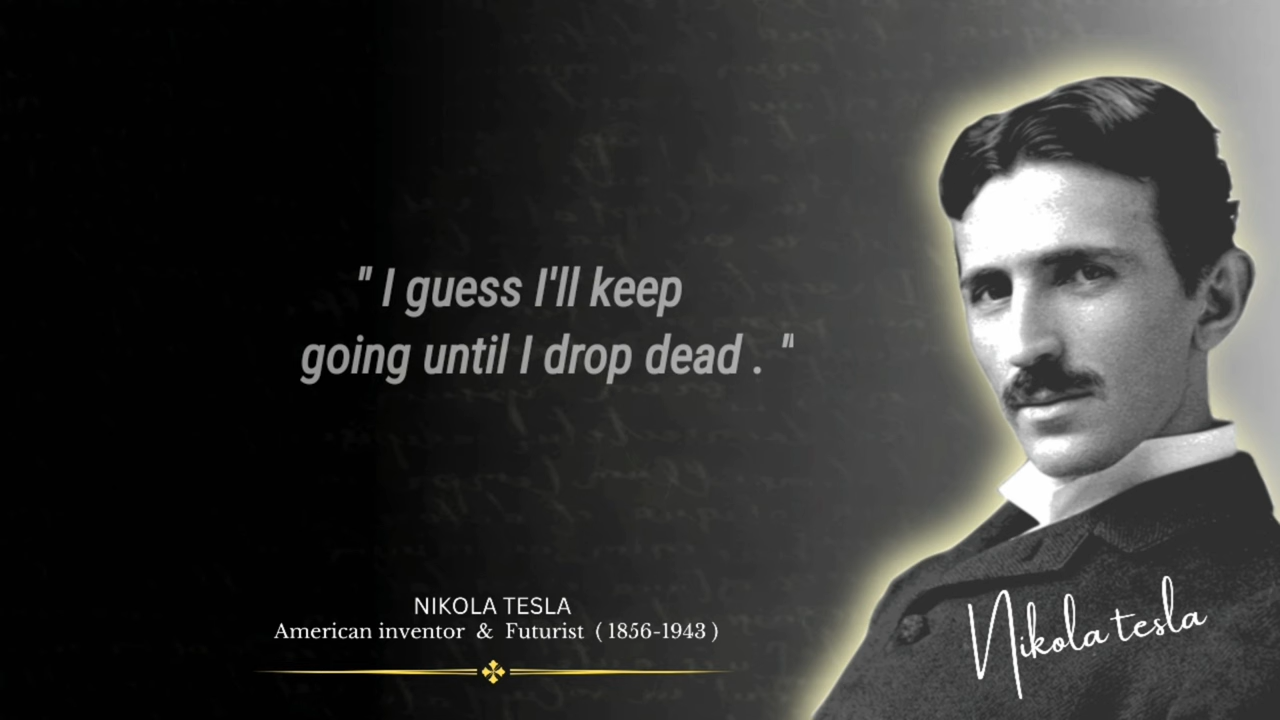 " I guess I'll keep
going until I drop dead . "
NIKOLA TESLA
American inventor & Futurist ( 1856-1943 )
Nikola tesla